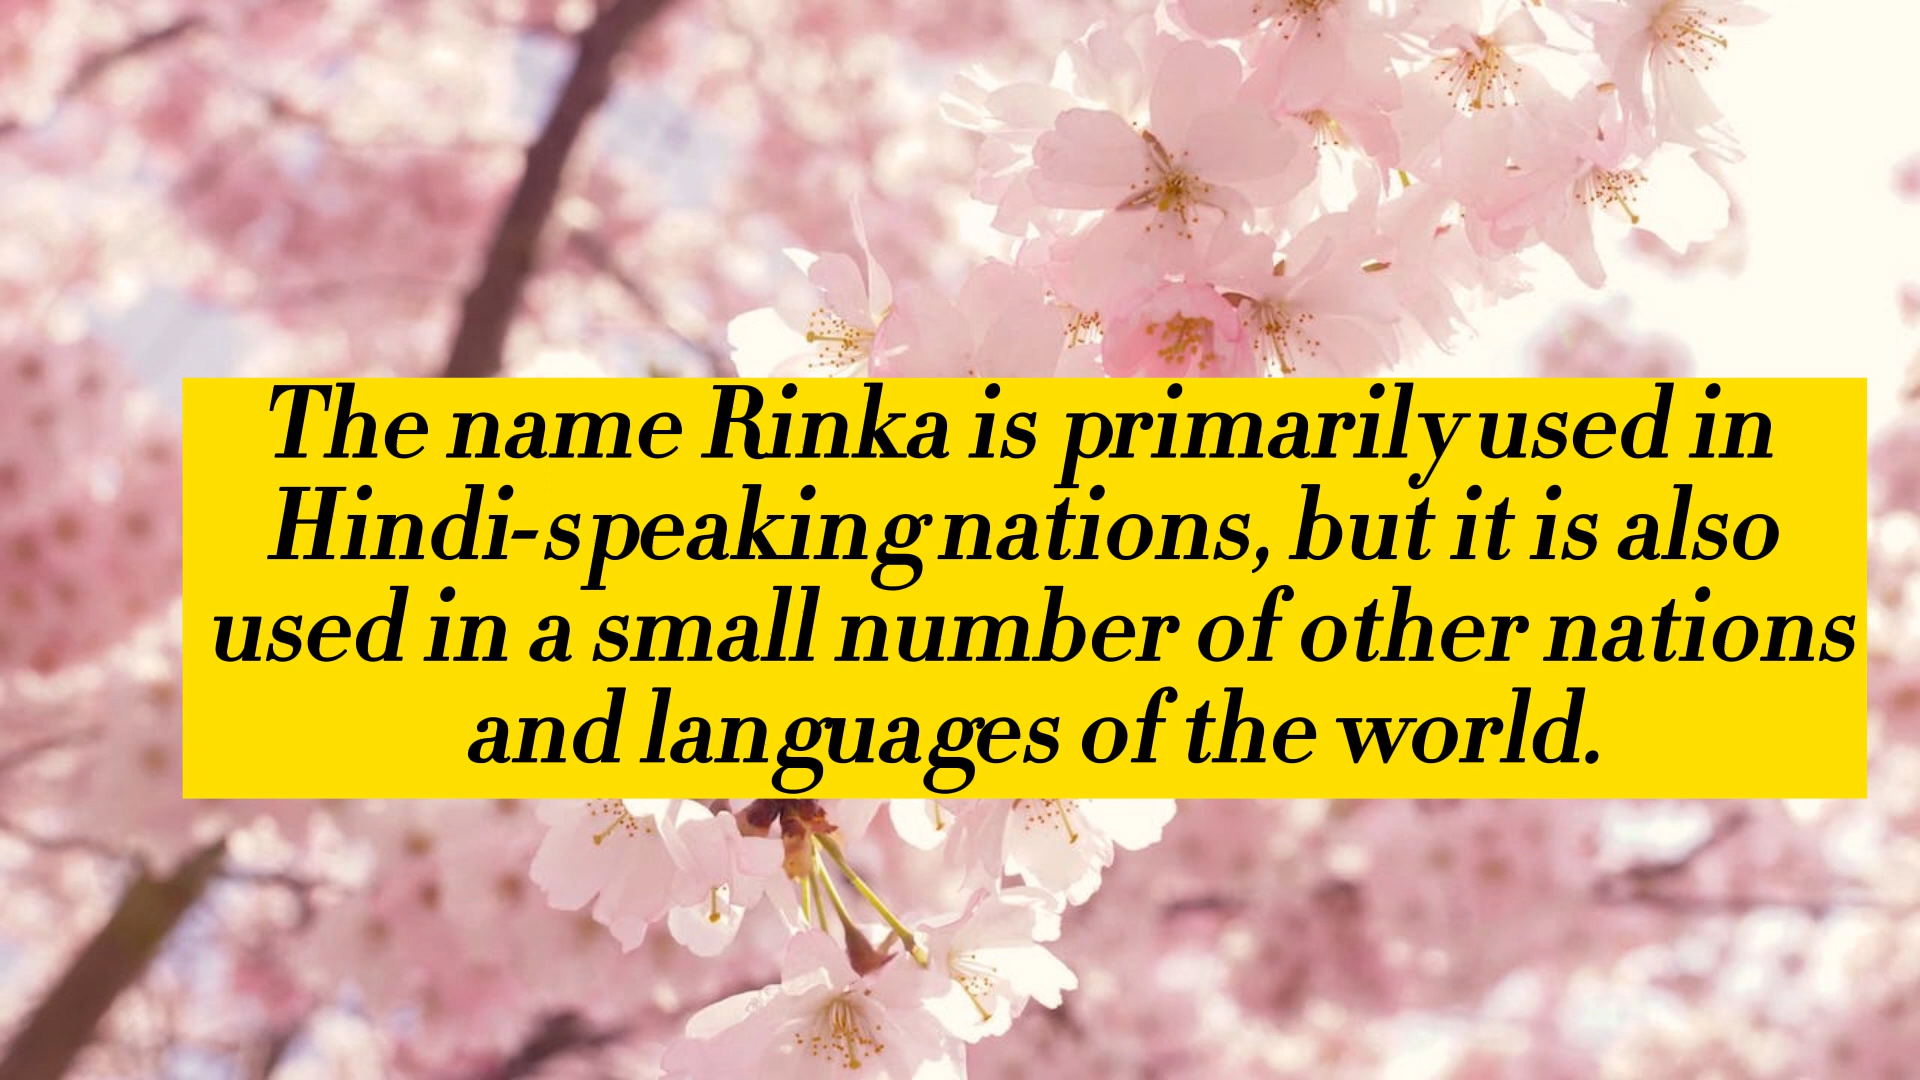 The name Rinka is primarily used in
Hindi-speaking nations, but it is also
used in a small number of other nations
and languages of the world.